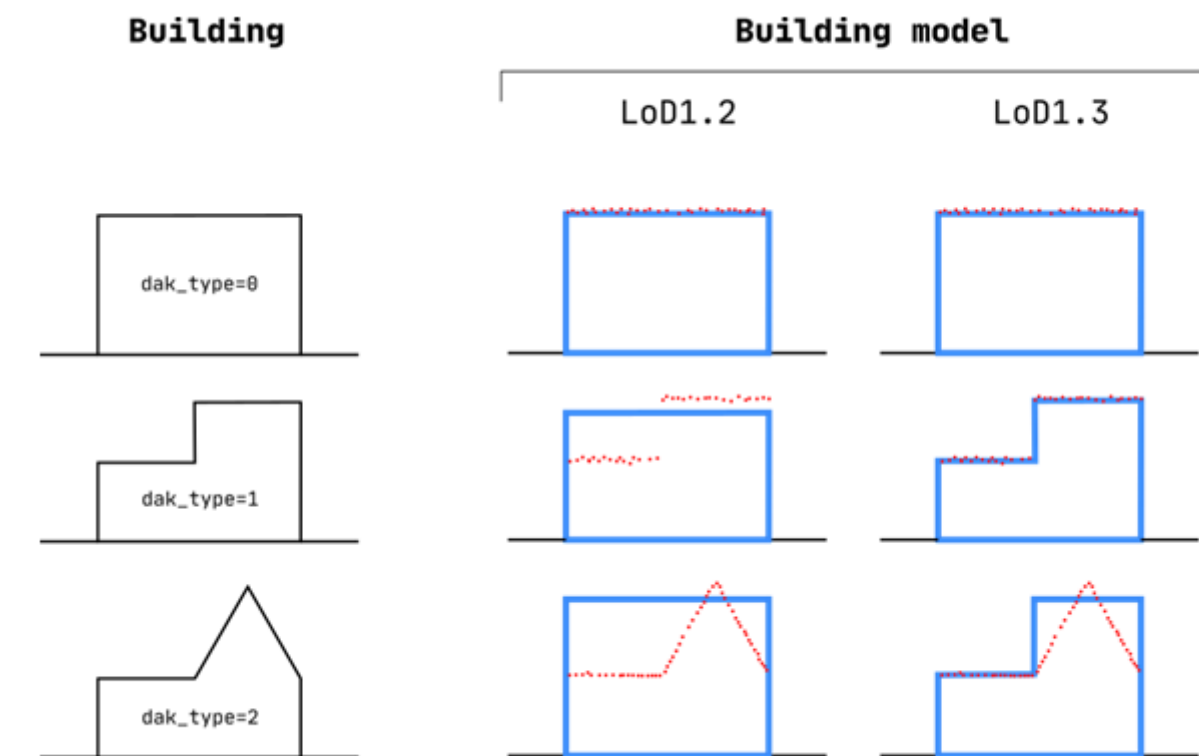 Building
Building model
LoD1.2
LoD1.3
dak_type=0
dak_type=1
dak_type=2